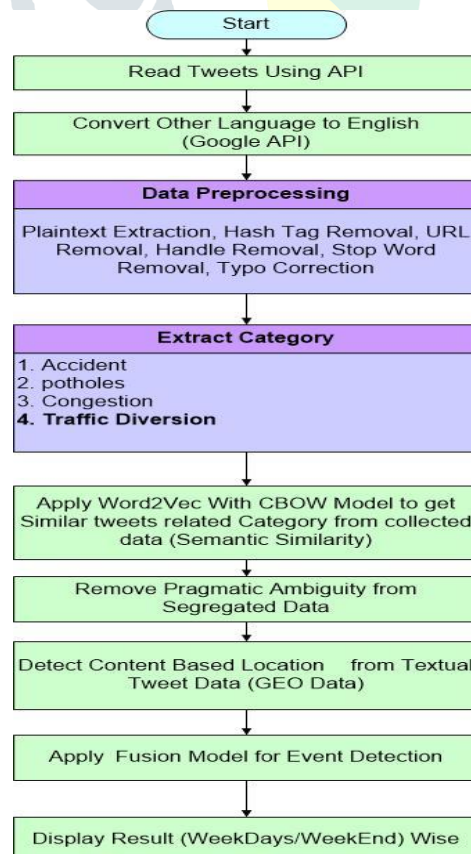 Start
Read Tweets Using API
Convert Other Language to English
(Google API)
Data Preprocessing
Plaintext Extraction, Hash Tag Removal, URL
Removal, Handle Removal, Stop Word
Removal, Typo Correction
Extract Category
1. Accident
2. potholes
3. Congestion
4. Traffic Diversion
Apply Word2Vec With CBOW Model to get
Similar tweets related Category from collected
data (Semantic Similarity)
Remove Pragmatic Ambiguity from
Segregated Data
Detect Content Based Location from Textual
Tweet Data (GEO Data)
Apply Fusion Model for Event Detection
Display Result (WeekDays/WeekEnd) Wise